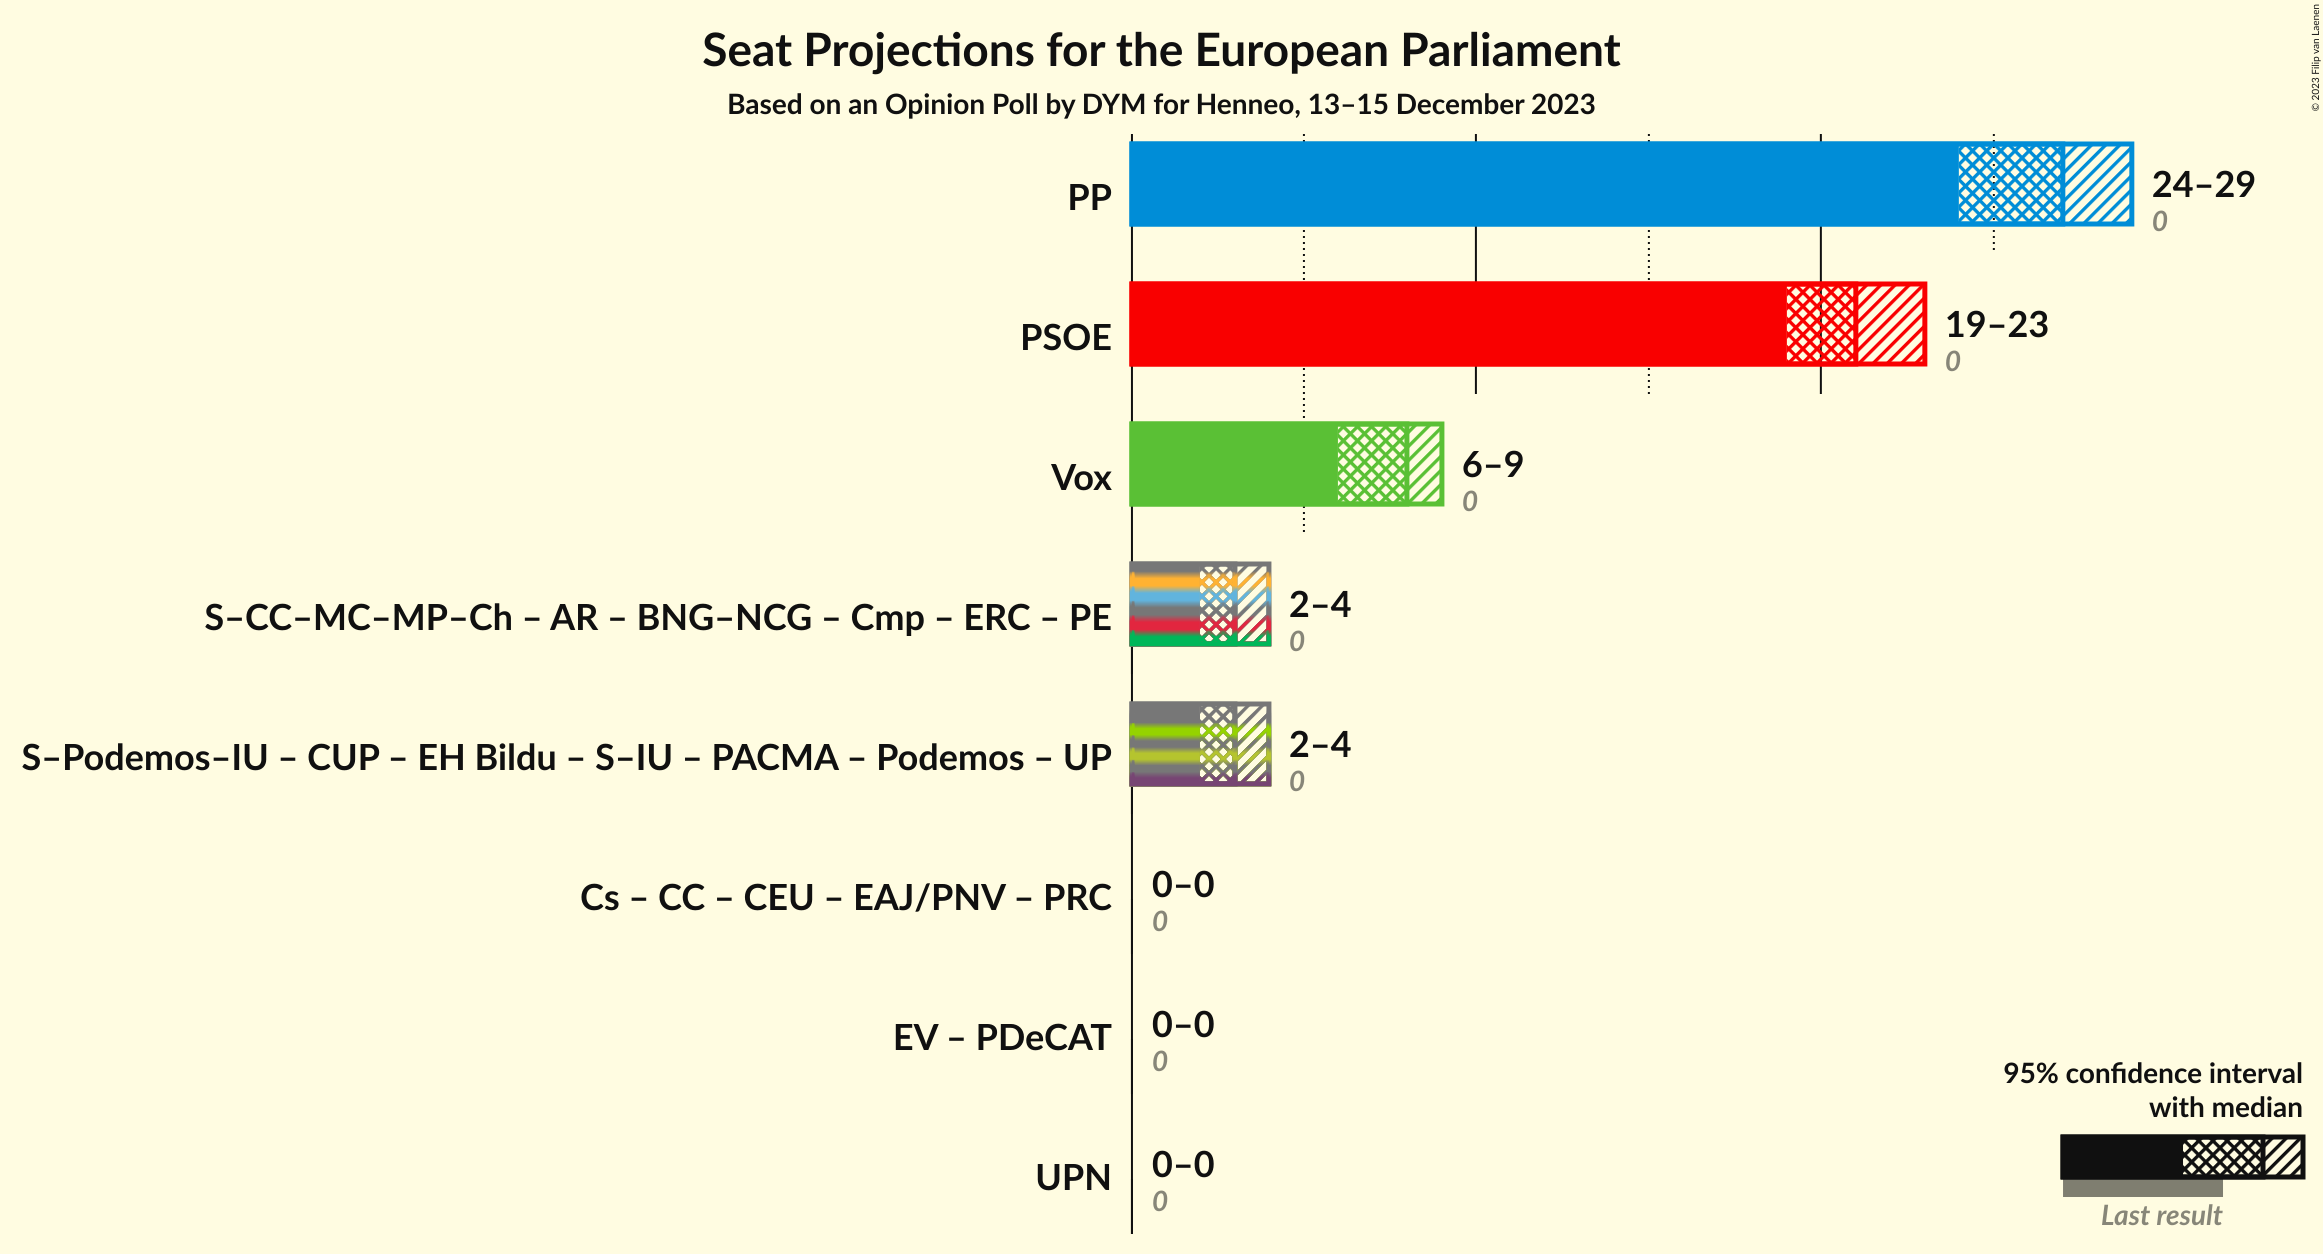 Seat Projections for the European Parliament
Based on an Opinion Poll by DYM for Henneo, 13–15 December 2023
© 2023 Filip van Laenen
PP
24–29
0
PSOE
19–23
0
Vox
6–9
0
S–CC–MC–MP–Ch – AR – BNG–NCG – Cmp – ERC – PE
2–4
0
S–Podemos–IU – CUP – EH Bildu – S–IU – PACMA – Podemos – UP
2–4
0
Cs – CC – CEU – EAJ/PNV – PRC
0–0
0
EV – PDeCAT
0–0
0
UPN
0–0
0
95% confidence interval
with median
Last result